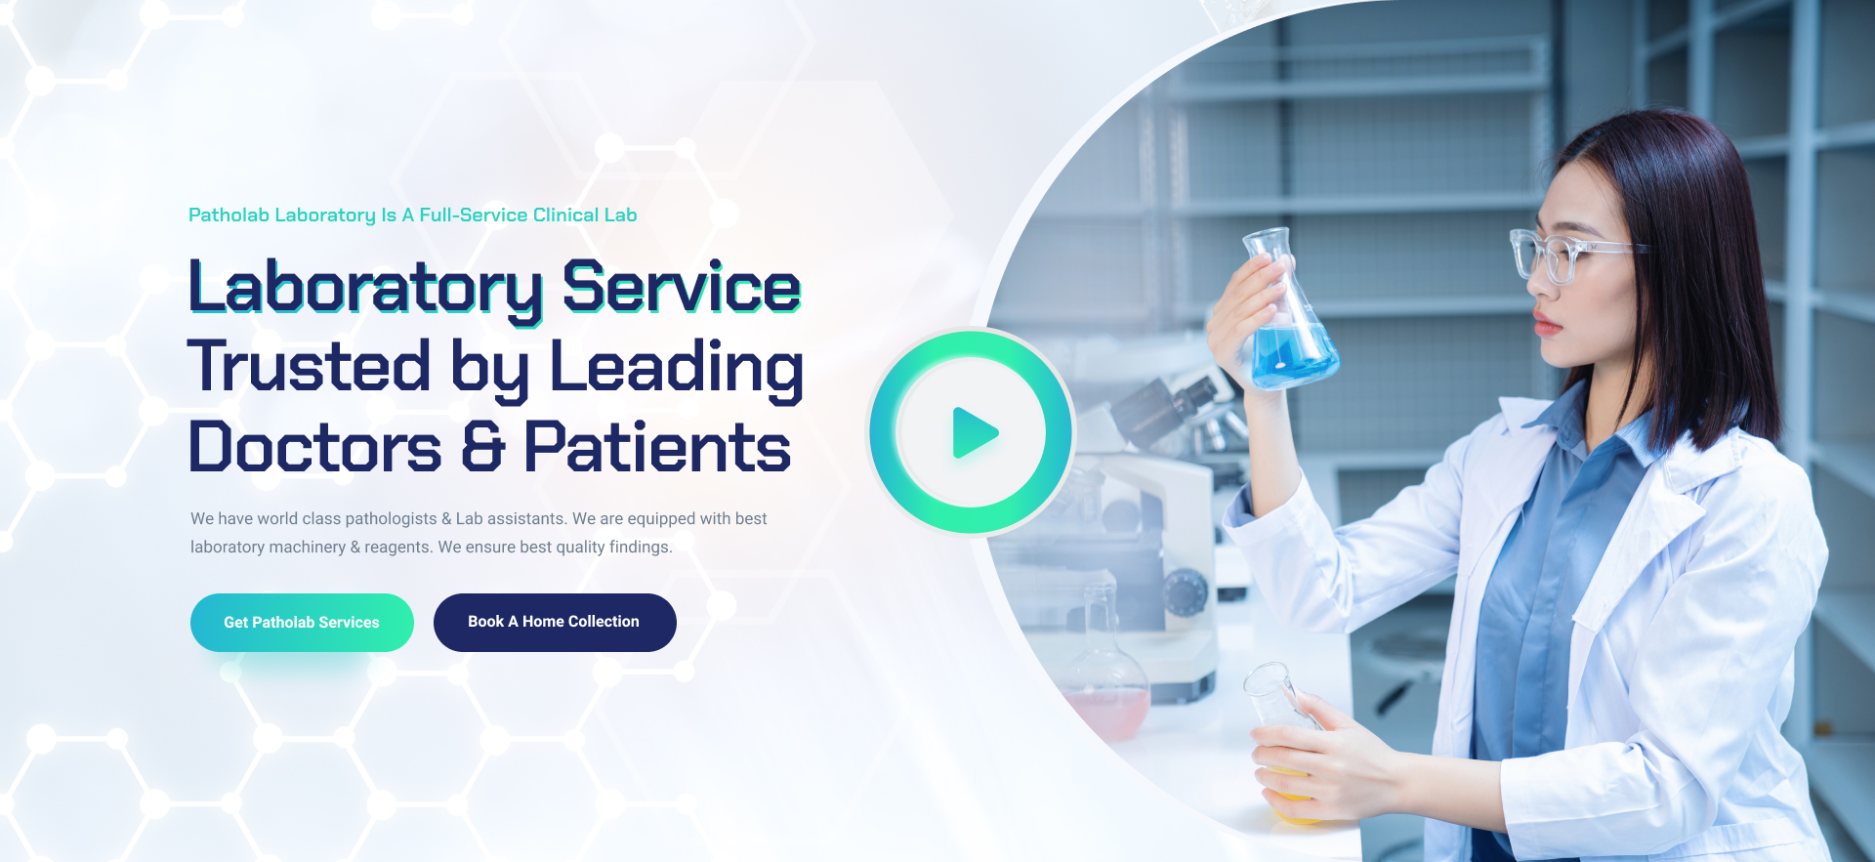 Patholab Laboratory Is A Full-Service Clinical Lab
Laboratory Service
Trusted by Leading
Doctors & Patients
We have world class pathologists & Lab assistants. We are equipped with best
laboratory machinery & reagents. We ensure best quality findings.
Get Patholab Services
Book A Home Collection